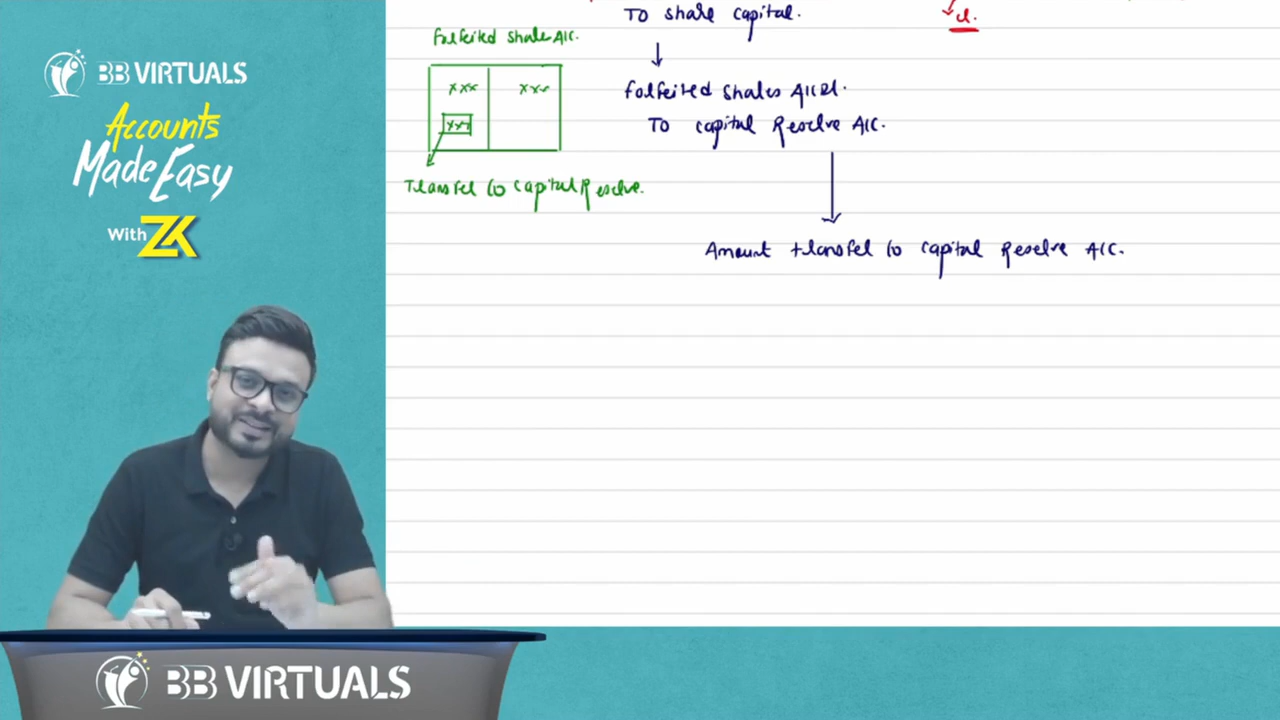 BB VIRTUALS
Accounts
Made Easy
With ZK
To share capital.
cl.
Forfeited Share A/C.
xxx xxx
xxx
Transfer to capital Reserve.
Forfeited Shares A/c Dr.
To capital Reserve A/C.
Amount transfer to capital Reserve A/C.
BB VIRTUALS